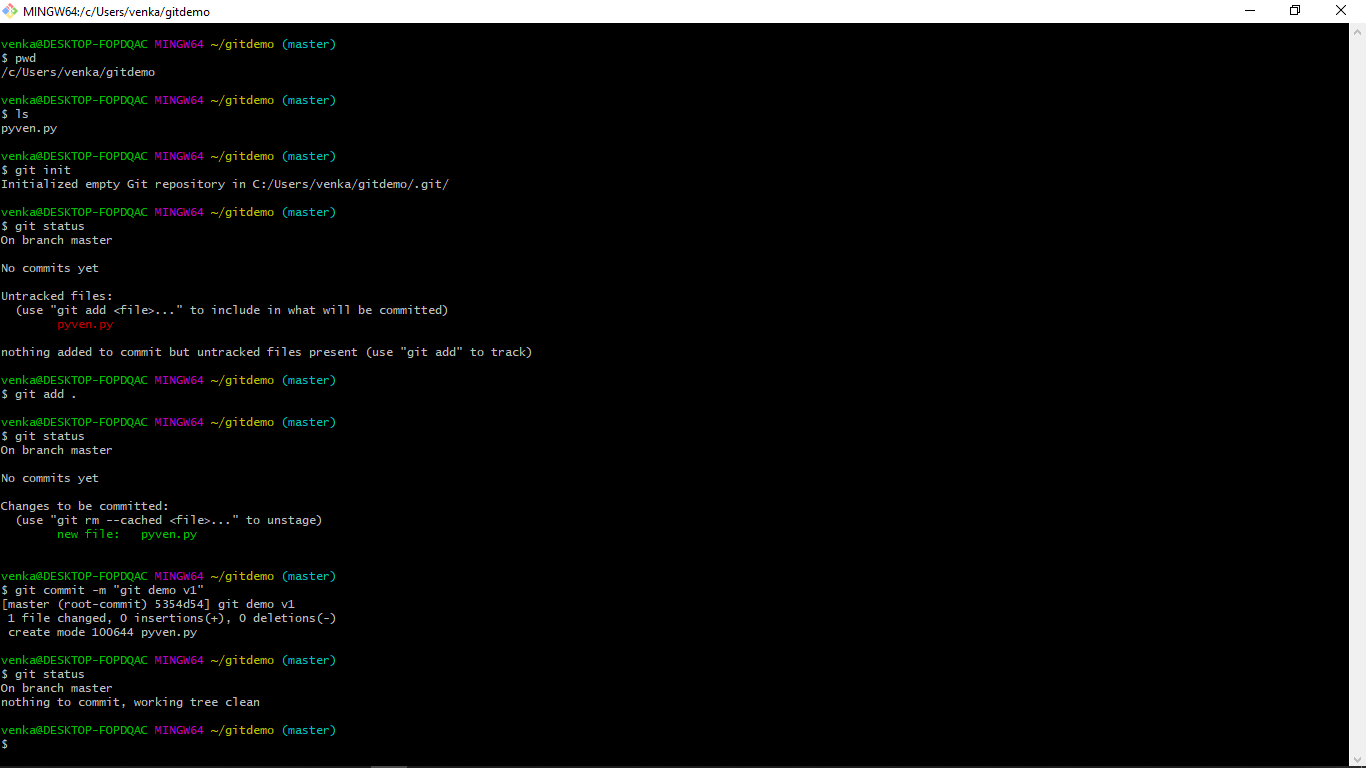 MINGW64:/c/Users/venka/gitdemo
venka@DESKTOP-FOPDQAC MINGW64 ~/gitdemo (master)
$ pwd
/c/Users/venka/gitdemo
venka@DESKTOP-FOPDQAC MINGW64 ~/gitdemo (master)
$ ls
pyven.py
venka@DESKTOP-FOPDQAC MINGW64 ~/gitdemo (master)
$ git init
Initialized empty Git repository in C:/Users/venka/gitdemo/.git/
venka@DESKTOP-FOPDQAC MINGW64 ~/gitdemo (master)
$ git status
On branch master
No commits yet
Untracked files:
  (use "git add <file>..." to include in what will be committed)
        pyven.py
nothing added to commit but untracked files present (use "git add" to track)
venka@DESKTOP-FOPDQAC MINGW64 ~/gitdemo (master)
$ git add .
venka@DESKTOP-FOPDQAC MINGW64 ~/gitdemo (master)
$ git status
On branch master
No commits yet
Changes to be committed:
  (use "git rm --cached <file>..." to unstage)
        new file:   pyven.py
venka@DESKTOP-FOPDQAC MINGW64 ~/gitdemo (master)
$ git commit -m "git demo v1"
[master (root-commit) 5354d54] git demo v1
 1 file changed, 0 insertions(+), 0 deletions(-)
 create mode 100644 pyven.py
venka@DESKTOP-FOPDQAC MINGW64 ~/gitdemo (master)
$ git status
On branch master
nothing to commit, working tree clean
venka@DESKTOP-FOPDQAC MINGW64 ~/gitdemo (master)
$